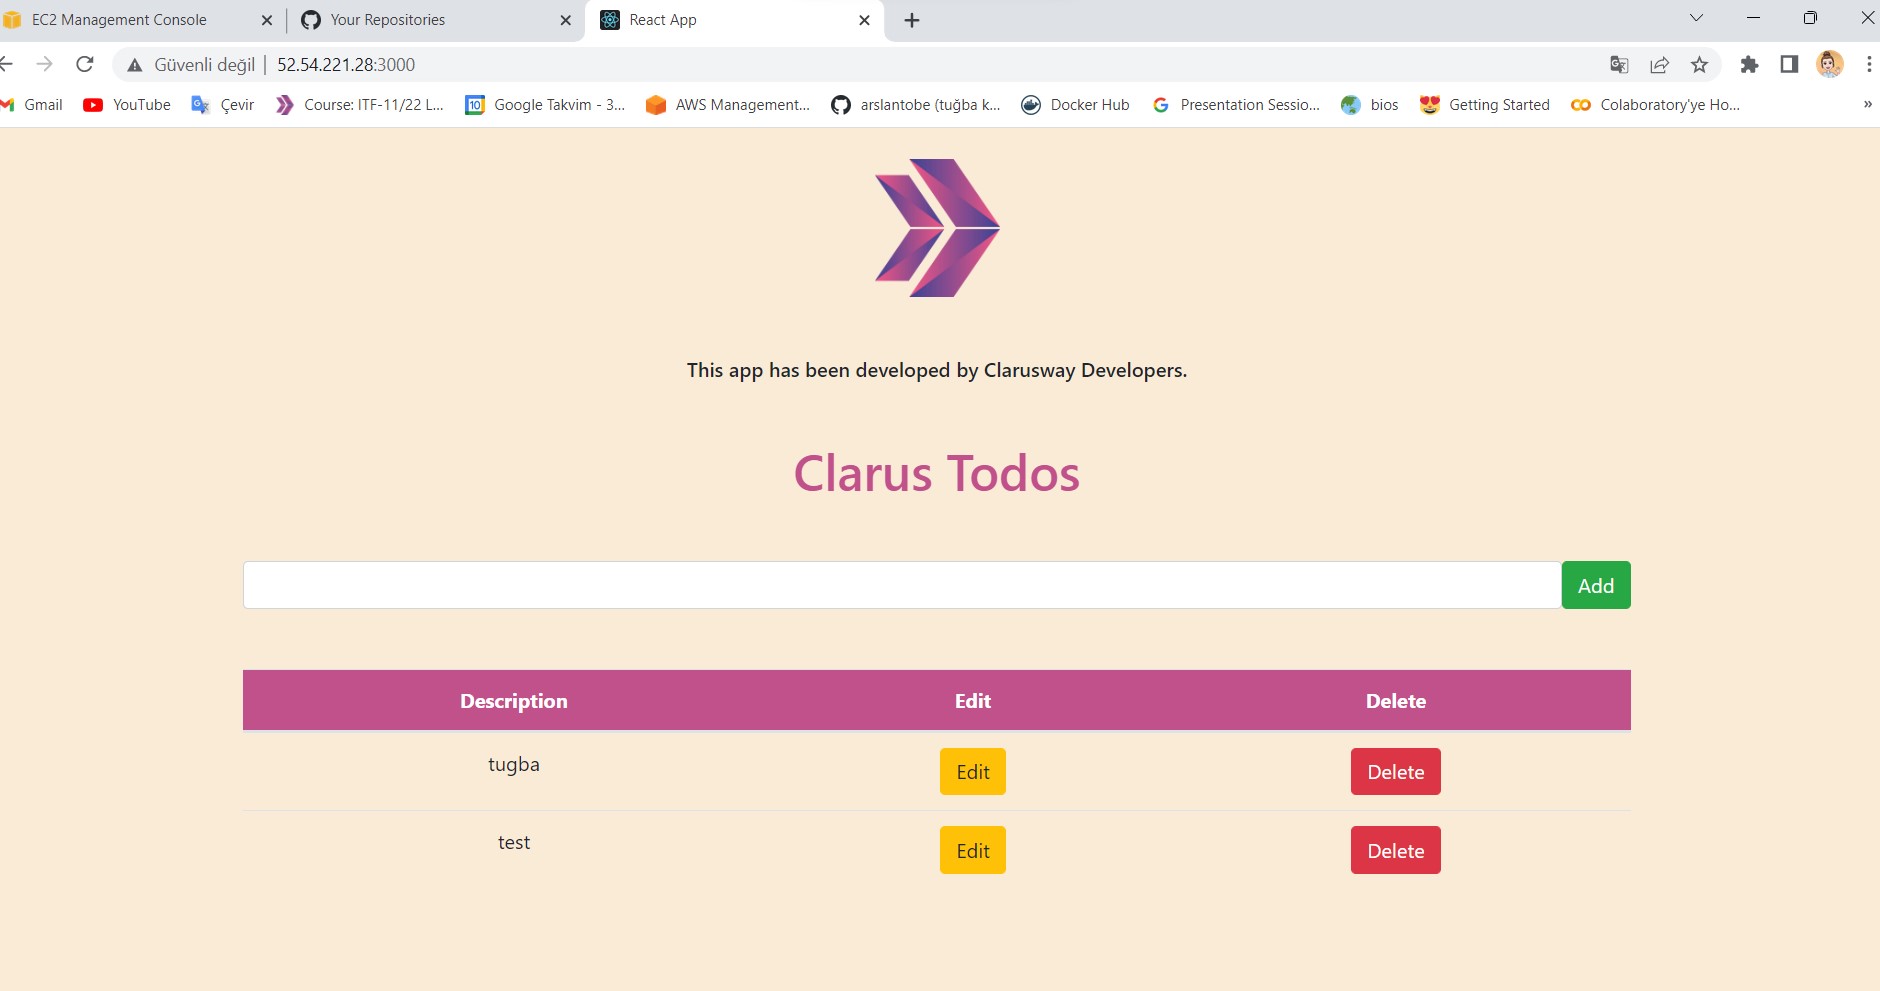 EC2 Management Console
Your Repositories
React App
Güvenli değil | 52.54.221.28:3000
Gmail YouTube Çevir Course: ITF-11/22 L... Google Takvim - 3... AWS Management... arslantobe (tuğba k... Docker Hub Presentation Sessio... bios Getting Started Colaboratory'ye Ho... »
This app has been developed by Clarusway Developers.
Clarus Todos
Add
Description Edit Delete
tugba Edit Delete
test Edit Delete